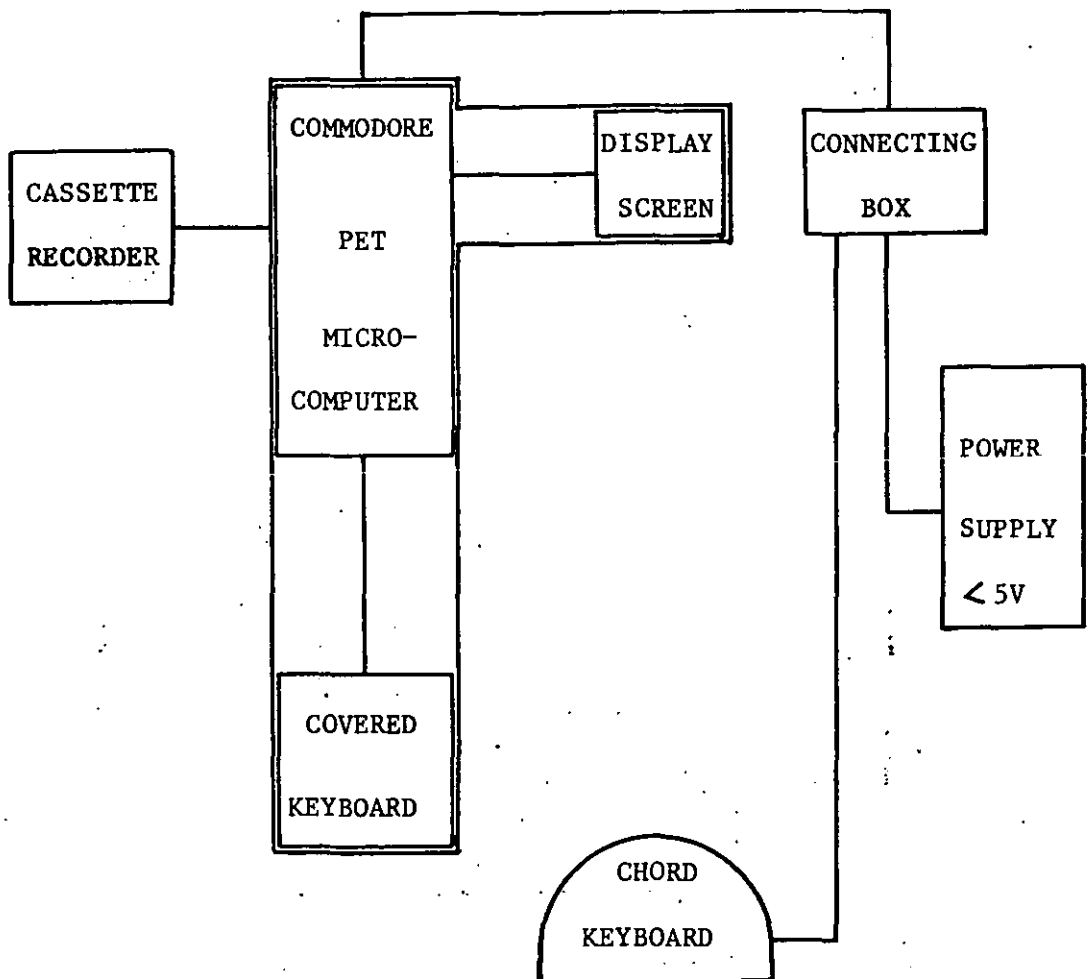 CASSETTE
RECORDER
COMMODORE
PET
MICRO-
COMPUTER
DISPLAY
SCREEN
CONNECTING
BOX
POWER
SUPPLY
< 5V
COVERED
KEYBOARD
CHORD
KEYBOARD